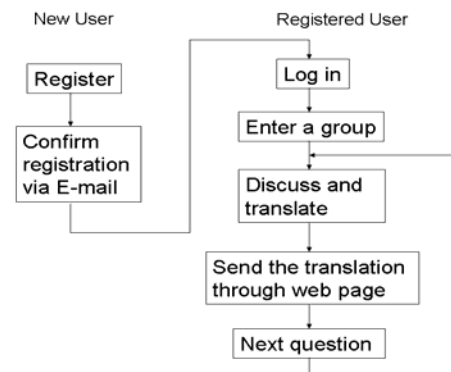 New User
Register
Confirm
registration
via E-mail
Registered User
Log in
Enter a group
Discuss and
translate
Send the translation
through web page
Next question